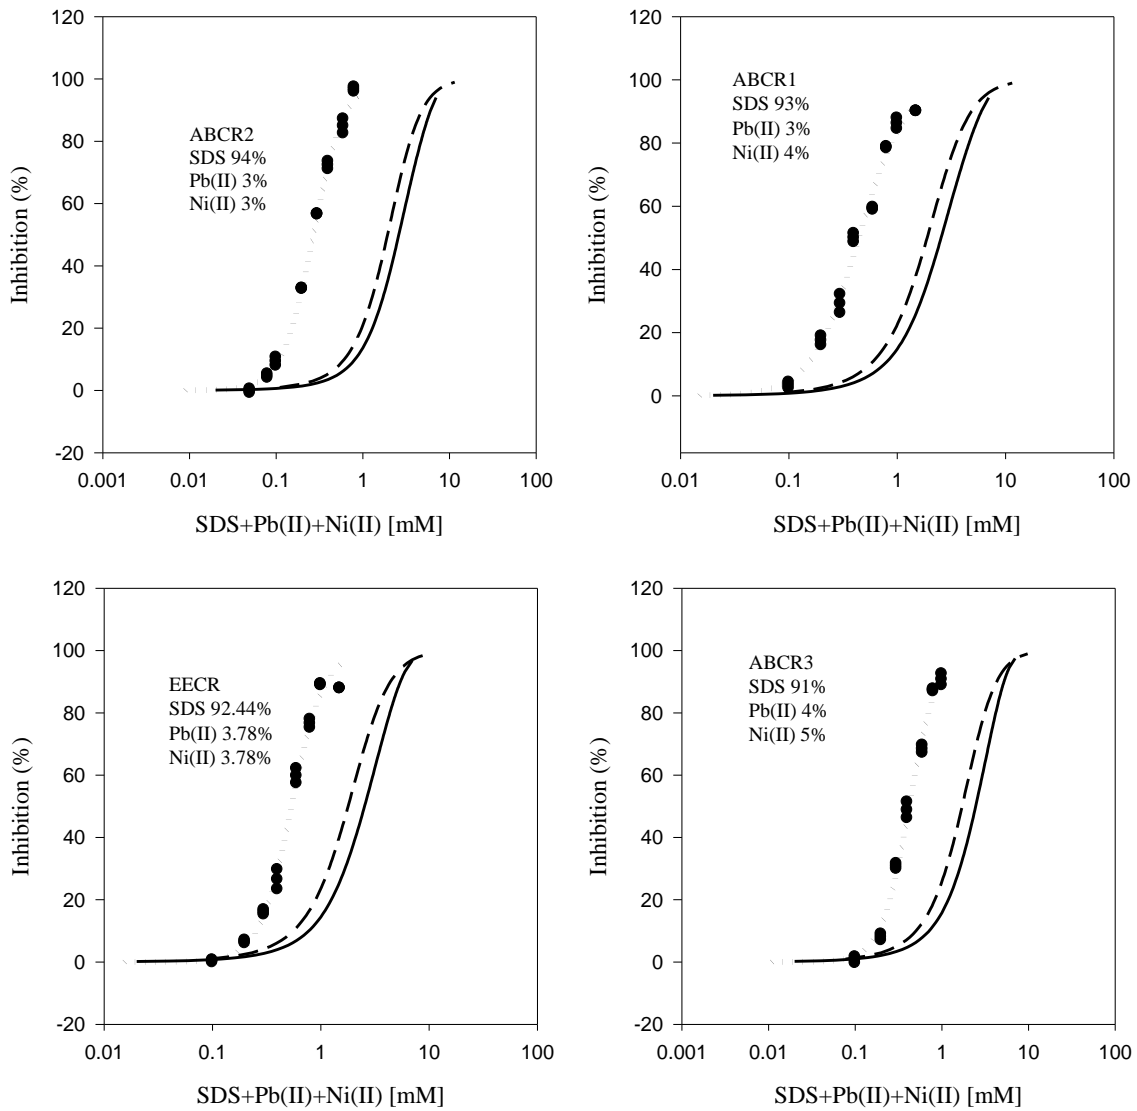 120
100
80
60
40
20
0
-20
Inhibition (%)
ABCR2
SDS 94%
Pb(II) 3%
Ni(II) 3%
0.001
0.01
0.1
1
10
100
SDS+Pb(II)+Ni(II) [mM]
120
100
80
60
40
20
0
Inhibition (%)
ABCR1
SDS 93%
Pb(II) 3%
Ni(II) 4%
0.01
0.1
1
10
100
SDS+Pb(II)+Ni(II) [mM]
120
100
80
60
40
20
0
-20
Inhibition (%)
EECR
SDS 92.44%
Pb(II) 3.78%
Ni(II) 3.78%
0.01
0.1
1
10
100
SDS+Pb(II)+Ni(II) [mM]
120
100
80
60
40
20
0
-20
Inhibition (%)
ABCR3
SDS 91%
Pb(II) 4%
Ni(II) 5%
0.001
0.01
0.1
1
10
100
SDS+Pb(II)+Ni(II) [mM]